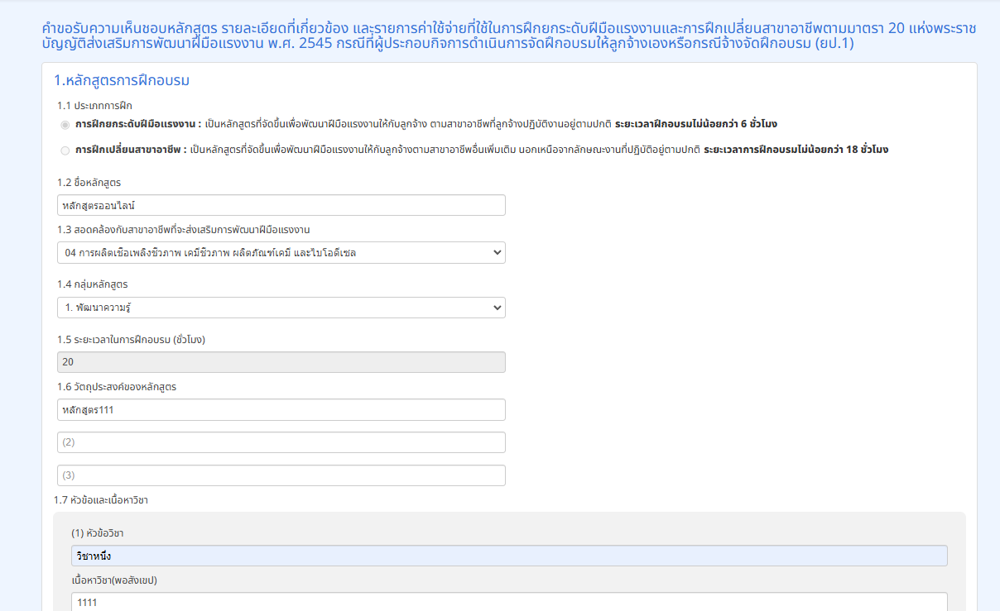 คำขอรับความเห็นชอบหลักสูตร รายละเอียดที่เกี่ยวข้อง และรายการค่าใช้จ่ายที่ใช้ในการฝึกยกระดับฝีมือแรงงานและการฝึกเปลี่ยนสาขาอาชีพตามมาตรา 20 แห่งพระราช
บัญญัติส่งเสริมการพัฒนาฝีมือแรงงาน พ.ศ. 2545 กรณีที่ผู้ประกอบกิจการดำเนินการจัดฝึกอบรมให้ลูกจ้างเองหรือกรณีจ้างจัดฝึกอบรม (ยป.1)
1.หลักสูตรการฝึกอบรม
1.1 ประเภทการฝึก
การฝึกยกระดับฝีมือแรงงาน : เป็นหลักสูตรที่จัดขึ้นเพื่อพัฒนาฝีมือแรงงานให้กับลูกจ้าง ตามสาขาอาชีพที่ลูกจ้างปฏิบัติงานอยู่ตามปกติ ระยะเวลาฝึกอบรมไม่น้อยกว่า 6 ชั่วโมง
การฝึกเปลี่ยนสาขาอาชีพ : เป็นหลักสูตรที่จัดขึ้นเพื่อพัฒนาฝีมือแรงงานให้กับลูกจ้างตามสาขาอาชีพอื่นเพิ่มเติม นอกเหนือจากลักษณะงานที่ปฏิบัติอยู่ตามปกติ ระยะเวลาการฝึกอบรมไม่น้อยกว่า 18 ชั่วโมง
1.2 ชื่อหลักสูตร
หลักสูตรออนไลน์
1.3 สอดคล้องกับสาขาอาชีพที่จะส่งเสริมการพัฒนาฝีมือแรงงาน
04 การผลิตเชื้อเพลิงชีวภาพ เคมีชีวภาพ ผลิตภัณฑ์เคมี และไบโอดีเซล
1.4 กลุ่มหลักสูตร
1. พัฒนาความรู้
1.5 ระยะเวลาในการฝึกอบรม (ชั่วโมง)
20
1.6 วัตถุประสงค์ของหลักสูตร
หลักสูตร111
(2)
(3)
1.7 หัวข้อและเนื้อหาวิชา
(1) หัวข้อวิชา
วิชาหนึ่ง
เนื้อหาวิชา(พอสังเขป)
1111